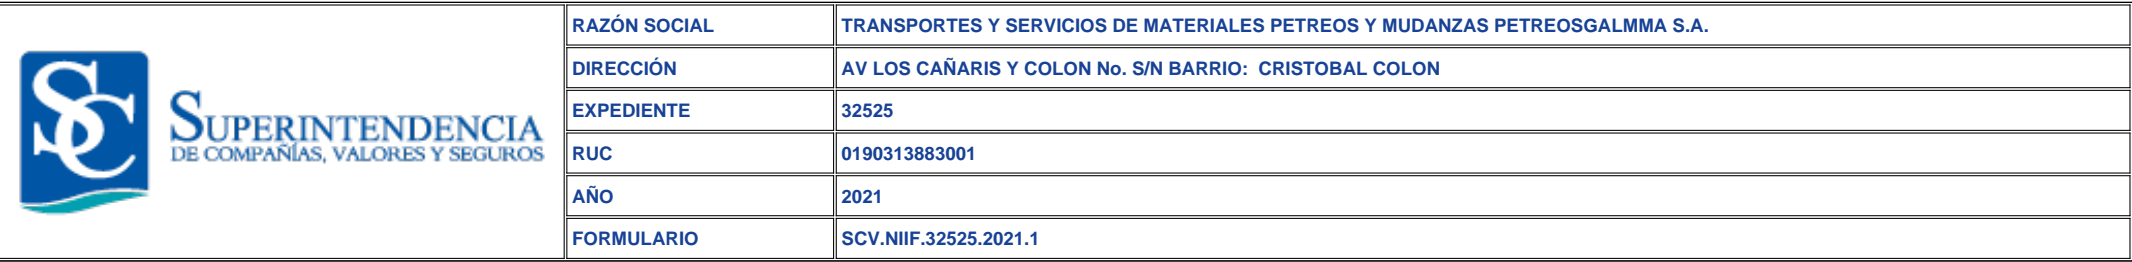 SC
SUPERINTENDENCIA
DE COMPAÑÍAS, VALORES Y SEGUROS
RAZÓN SOCIAL TRANSPORTES Y SERVICIOS DE MATERIALES PETREOS Y MUDANZAS PETREOSGALMMA S.A.
DIRECCIÓN AV LOS CAÑARIS Y COLON No. S/N BARRIO: CRISTOBAL COLON
EXPEDIENTE 32525
RUC 0190313883001
AÑO 2021
FORMULARIO SCV.NIIF.32525.2021.1